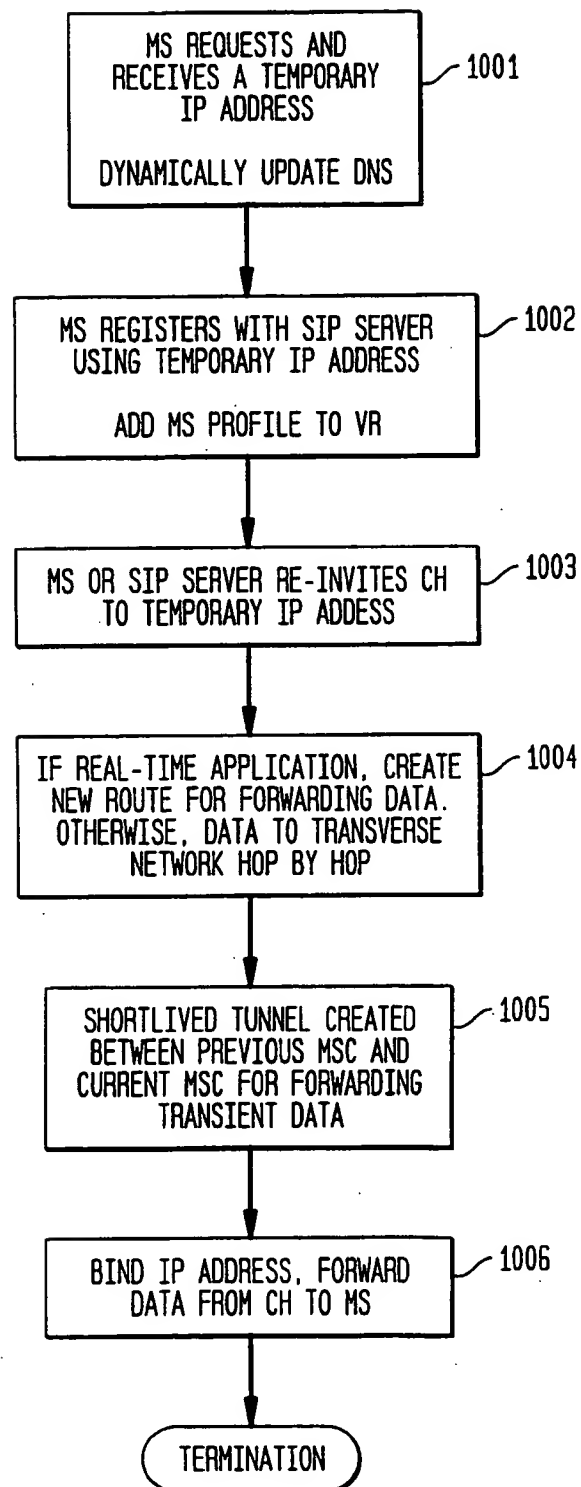 MS REQUESTS AND
RECEIVES A TEMPORARY
IP ADDRESS
DYNAMICALLY UPDATE DNS
1001
MS REGISTERS WITH SIP SERVER
USING TEMPORARY IP ADDRESS
ADD MS PROFILE TO VR
1002
MS OR SIP SERVER RE-INVITES CH
TO TEMPORARY IP ADDESS
1003
IF REAL-TIME APPLICATION, CREATE
NEW ROUTE FOR FORWARDING DATA.
OTHERWISE, DATA TO TRANSVERSE
NETWORK HOP BY HOP
1004
SHORTLIVED TUNNEL CREATED
BETWEEN PREVIOUS MSC AND
CURRENT MSC FOR FORWARDING
TRANSIENT DATA
1005
BIND IP ADDRESS, FORWARD
DATA FROM CH TO MS
1006
TERMINATION